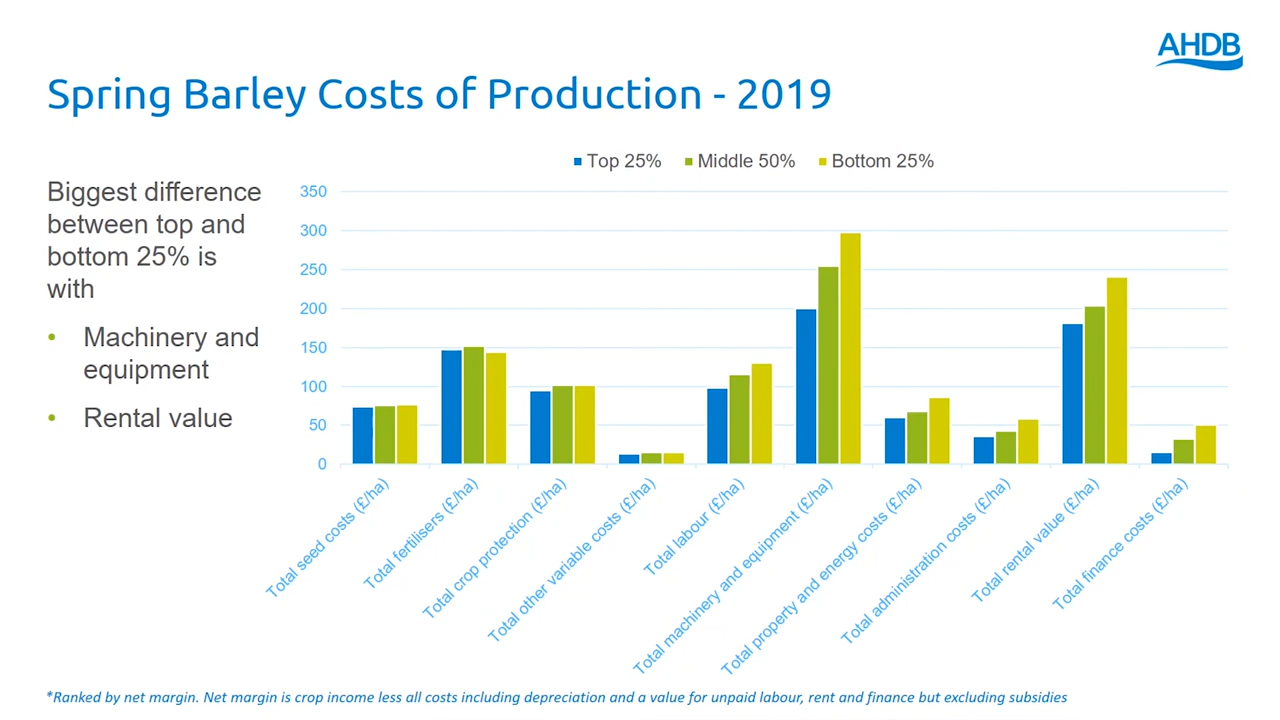 AHDB
Spring Barley Costs of Production - 2019
Biggest difference
between top and
bottom 25% is
with
• Machinery and
equipment
• Rental value
Top 25% Middle 50% Bottom 25%
350
300
250
200
150
100
50
0
Total seed costs (£/ha)
Total fertilisers (£/ha)
Total crop protection (£/ha)
Total other variable costs (£/ha)
Total labour (£/ha)
Total machinery and equipment (£/ha)
Total property and energy costs (£/ha)
Total administration costs (£/ha)
Total rental value (£/ha)
Total finance costs (£/ha)
*Ranked by net margin. Net margin is crop income less all costs including depreciation and a value for unpaid labour, rent and finance but excluding subsidies